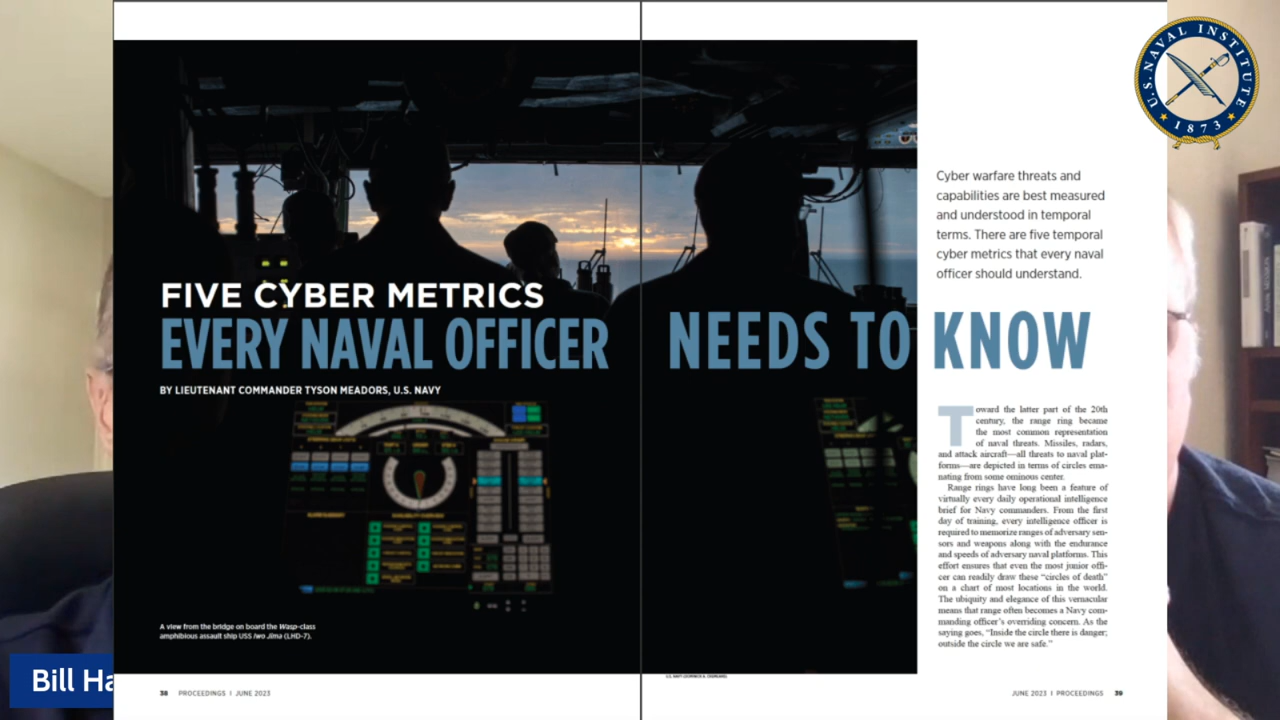 FIVE CYBER METRICS
EVERY NAVAL OFFICER NEEDS TO KNOW
BY LIEUTENANT COMMANDER TYSON MEADORS, U.S. NAVY
A view from the bridge on board the Wasp-class
amphibious assault ship USS Iwo Jima (LHD-7).
38 PROCEEDINGS | JUNE 2023
Cyber warfare threats and
capabilities are best measured
and understood in temporal
terms. There are five temporal
cyber metrics that every naval
officer should understand.
Toward the latter part of the 20th
century, the range ring became
the most common representation
of naval threats. Missiles, radars,
and attack aircraft—all threats to naval plat-
forms—are depicted in terms of circles ema-
nating from some ominous center.
Range rings have long been a feature of
virtually every daily operational intelligence
brief for Navy commanders. From the first
day of training, every intelligence officer is
required to memorize ranges of adversary sen-
sors and weapons along with the endurance
and speeds of adversary naval platforms. This
effort ensures that even the most junior offi-
cer can readily draw these “circles of death”
on a chart of most locations in the world.
The ubiquity and elegance of this vernacular
means that range often becomes a Navy com-
manding officer’s overriding concern. As the
saying goes, “Inside the circle there is danger;
outside the circle we are safe.”
JUNE 2023 | PROCEEDINGS 39
U.S. NAVAL INSTITUTE
1873
Bill Ha